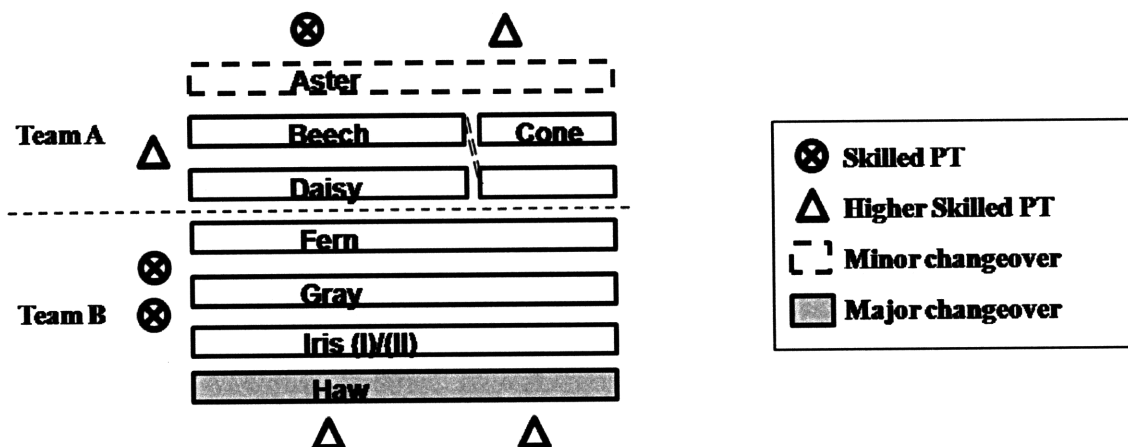 Aster
Team A
Beech
Cone
Daisy
Fern
Gray
Team B
Iris (I)/(II)
Haw
Skilled PT
Higher Skilled PT
Minor changeover
Major changeover